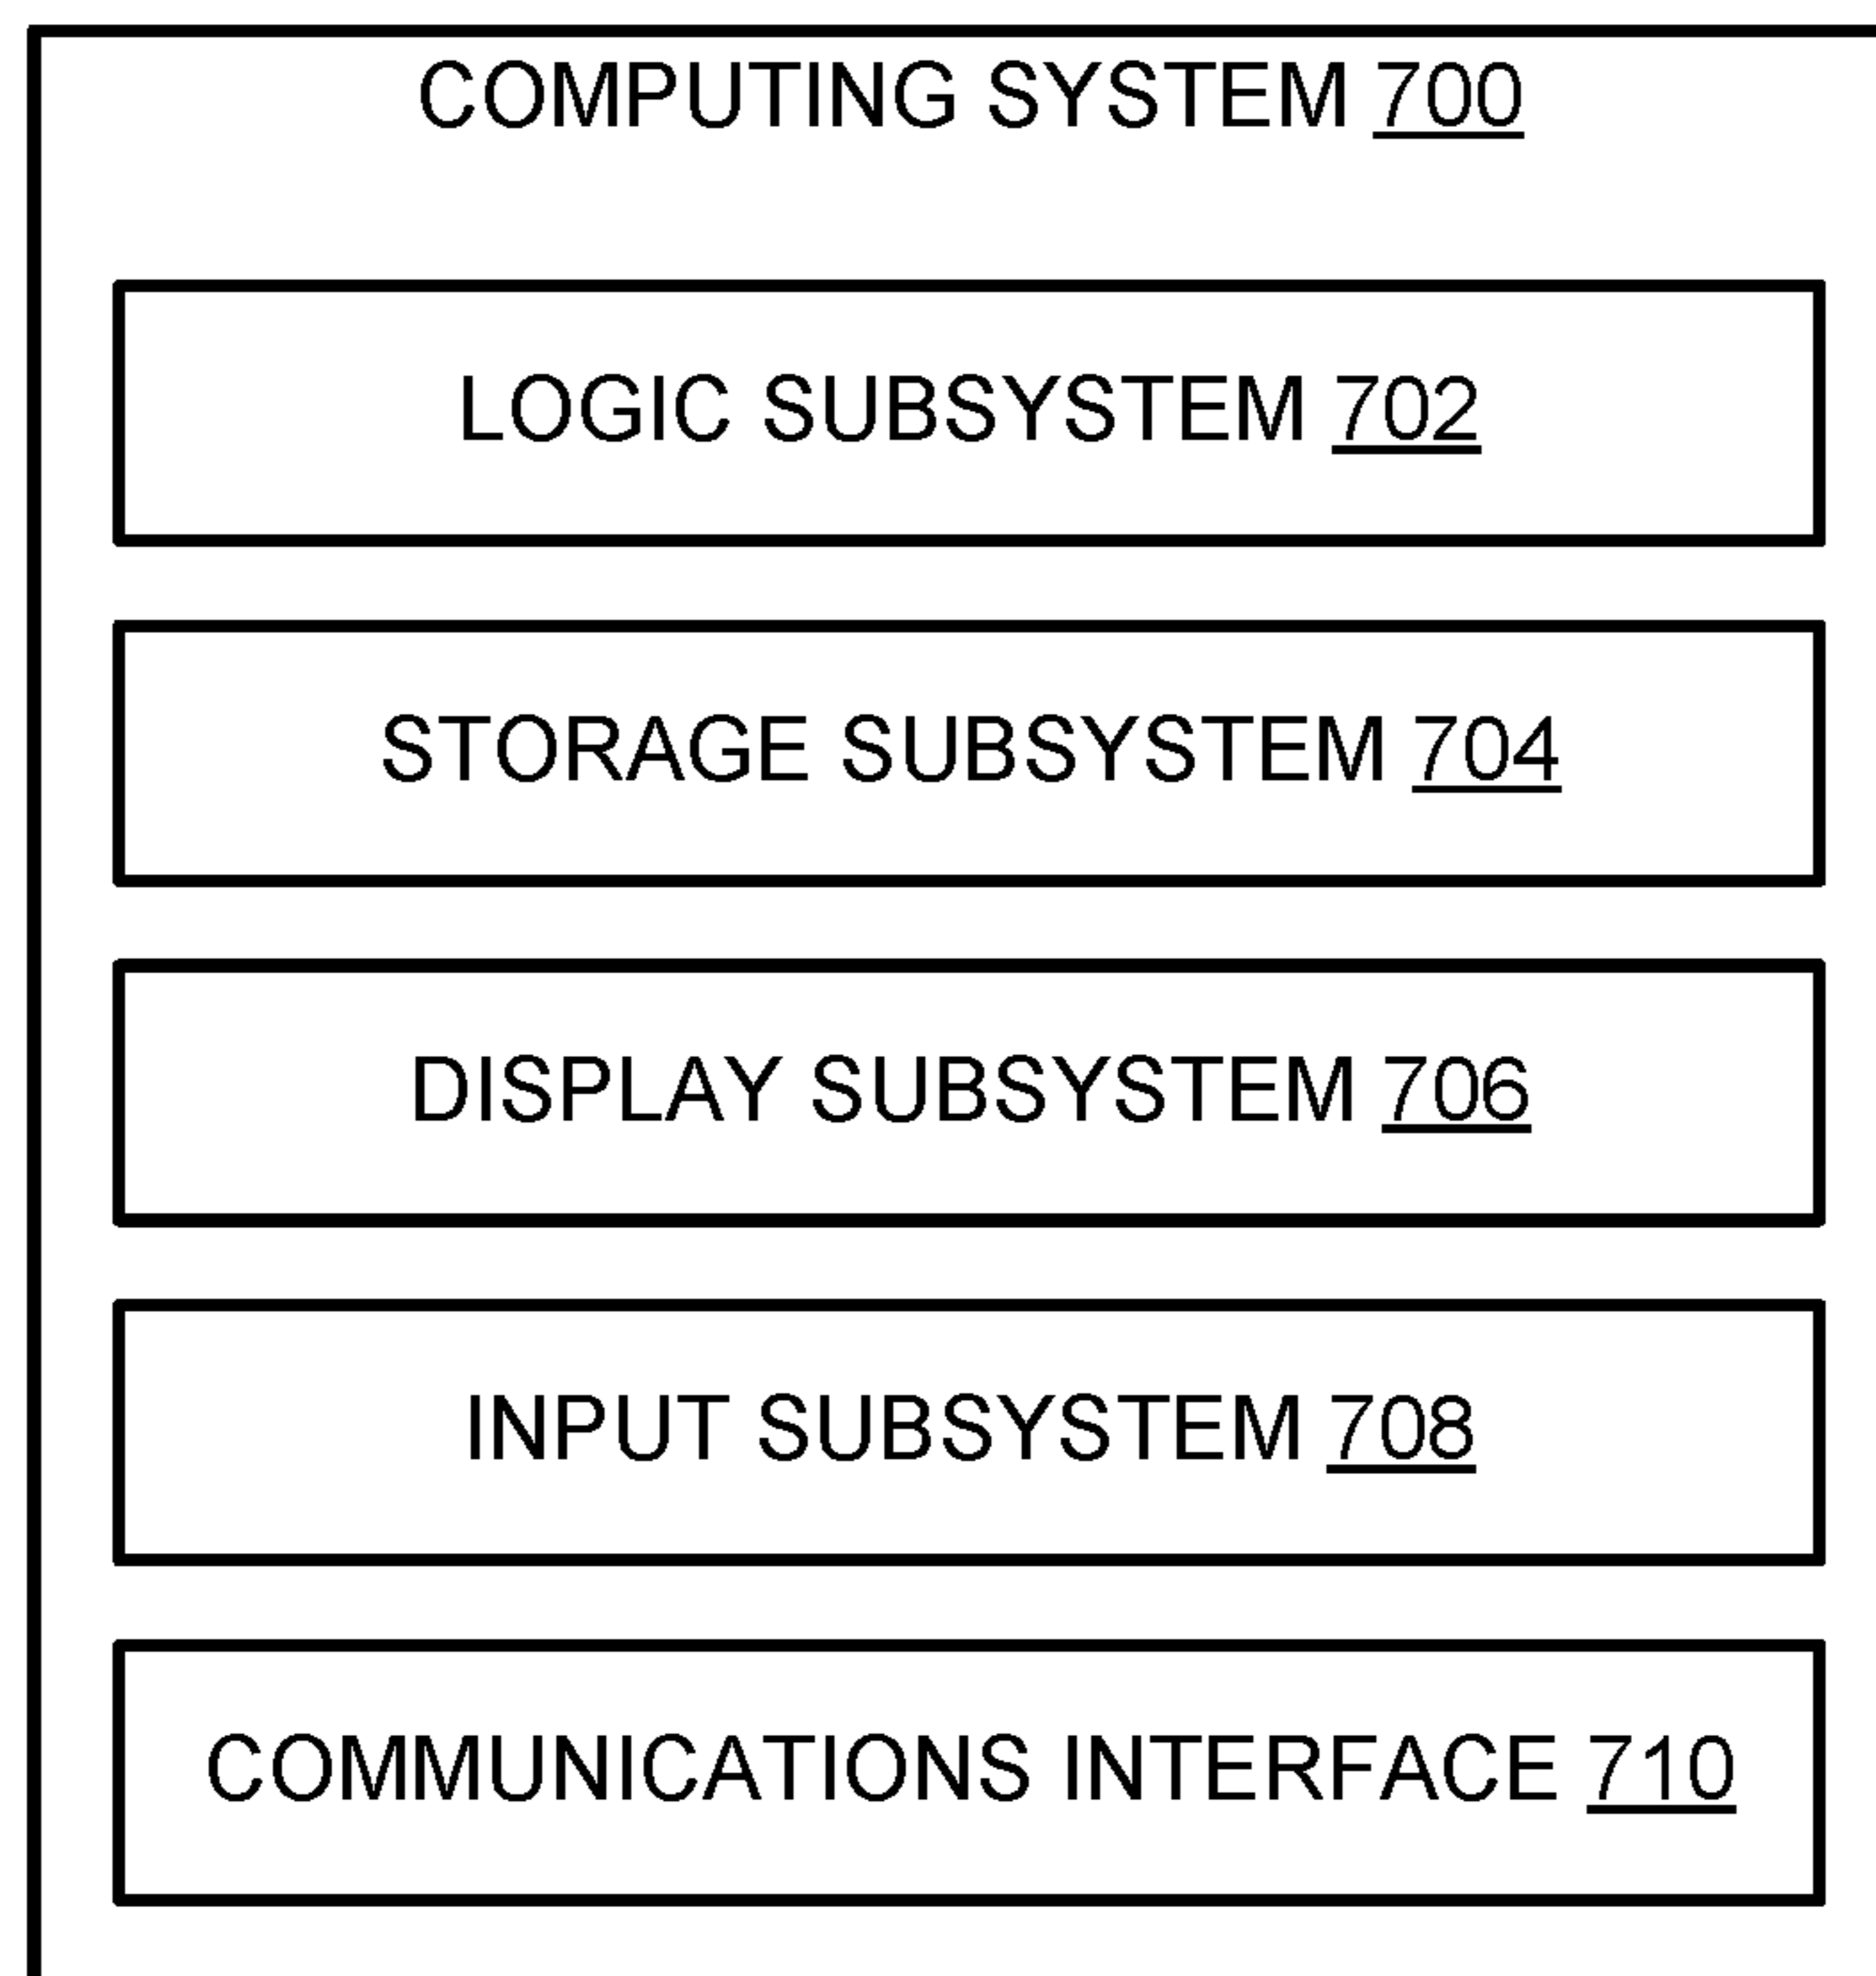 COMPUTING SYSTEM 700
LOGIC SUBSYSTEM 702
STORAGE SUBSYSTEM 704
DISPLAY SUBSYSTEM 706
INPUT SUBSYSTEM 708
COMMUNICATIONS INTERFACE 710